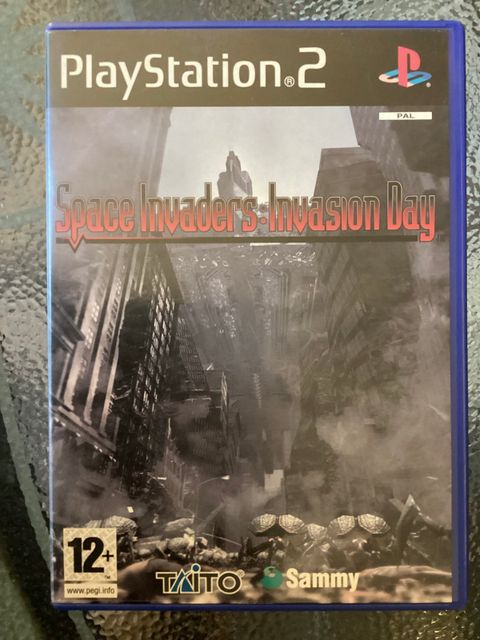 PlayStation®2
PAL
Space Invaders:Invasion Day
12+
www.pegi.info
TAITO®
Sammy